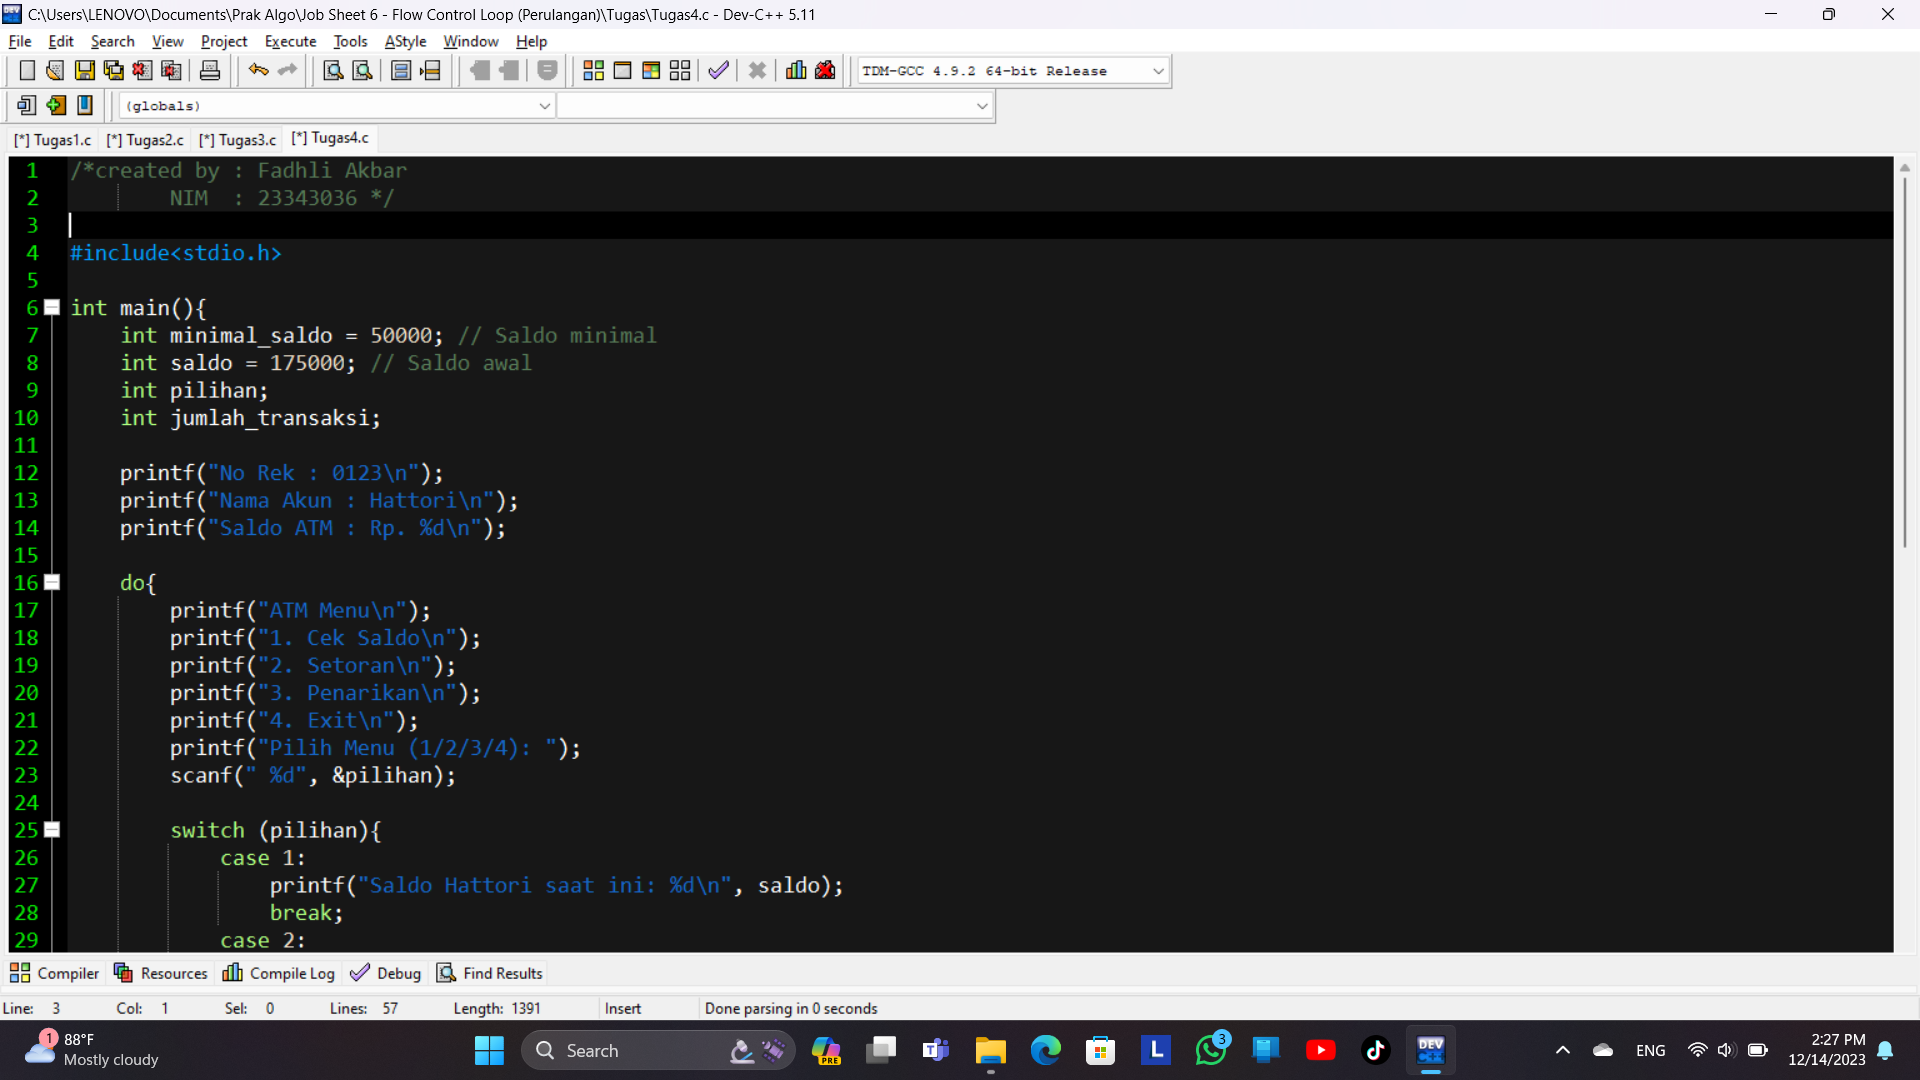 C:\Users\LENOVO\Documents\Prak Algo\Job Sheet 6 - Flow Control Loop (Perulangan)\Tugas\Tugas4.c - Dev-C++ 5.11
File Edit Search View Project Execute Tools AStyle Window Help
TDM-GCC 4.9.2 64-bit Release
(globals)
[*] Tugas1.c [*] Tugas2.c [*] Tugas3.c [*] Tugas4.c
1 /*created by : Fadhli Akbar
2 NIM : 23343036 */
3
4 #include<stdio.h>
5
6 int main(){
7 int minimal_saldo = 50000; // Saldo minimal
8 int saldo = 175000; // Saldo awal
9 int pilihan;
10 int jumlah_transaksi;
11
12 printf("No Rek : 0123\n");
13 printf("Nama Akun : Hattori\n");
14 printf("Saldo ATM : Rp. %d\n");
15
16 do{
17 printf("ATM Menu\n");
18 printf("1. Cek Saldo\n");
19 printf("2. Setoran\n");
20 printf("3. Penarikan\n");
21 printf("4. Exit\n");
22 printf("Pilih Menu (1/2/3/4): ");
23 scanf(" %d", &pilihan);
24
25 switch (pilihan){
26 case 1:
27 printf("Saldo Hattori saat ini: %d\n", saldo);
28 break;
29 case 2:
Compiler Resources Compile Log Debug Find Results
Line: 3 Col: 1 Sel: 0 Lines: 57 Length: 1391 Insert Done parsing in 0 seconds
1 88°F
Mostly cloudy
Search
PRE
T
L
3
DEV C++
ENG
2:27 PM
12/14/2023